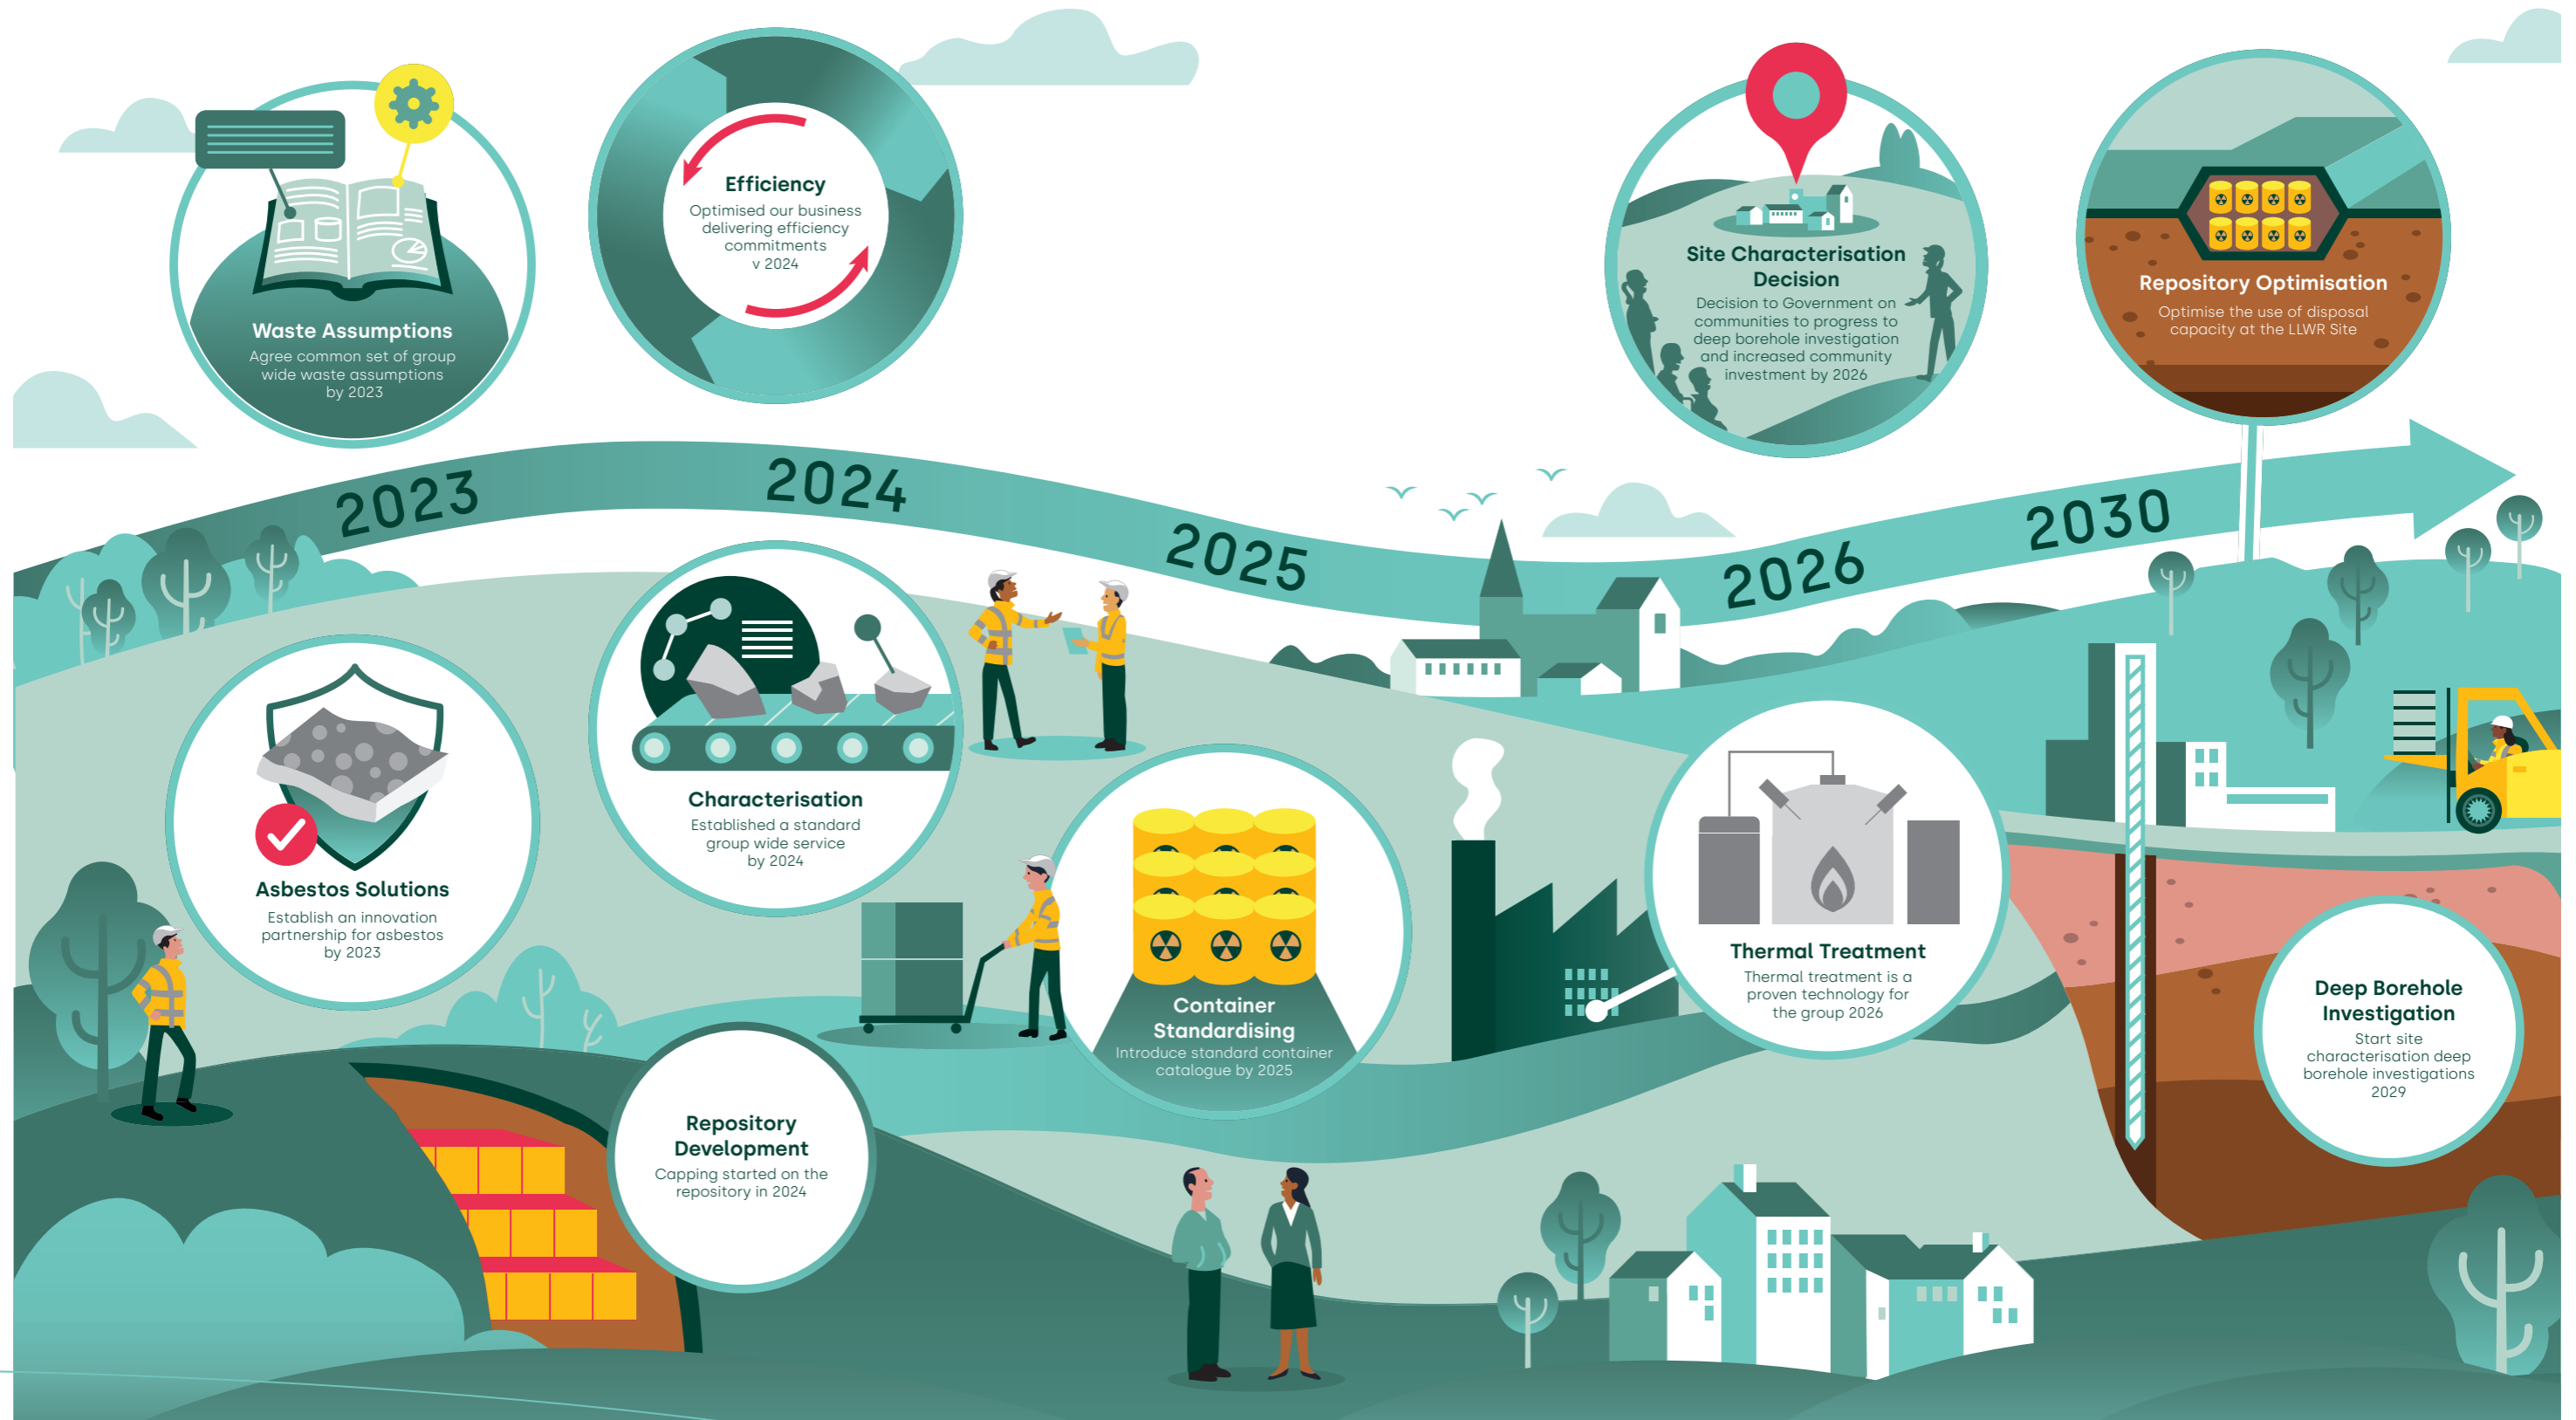 Waste Assumptions
Agree common set of group
wide waste assumptions
by 2023
Efficiency
Optimised our business
delivering efficiency
commitments
v 2024
Site Characterisation
Decision
Decision to Government on
communities to progress to
deep borehole investigation
and increased community
investment by 2026
Repository Optimisation
Optimise the use of disposal
capacity at the LLWR Site
2023
2024
2025
2026
2030
Asbestos Solutions
Establish an innovation
partnership for asbestos
by 2023
Characterisation
Established a standard
group wide service
by 2024
Repository
Development
Capping started on the
repository in 2024
Container
Standardising
Introduce standard container
catalogue by 2025
Thermal Treatment
Thermal treatment is a
proven technology for
the group 2026
Deep Borehole
Investigation
Start site
characterisation deep
borehole investigations
2029